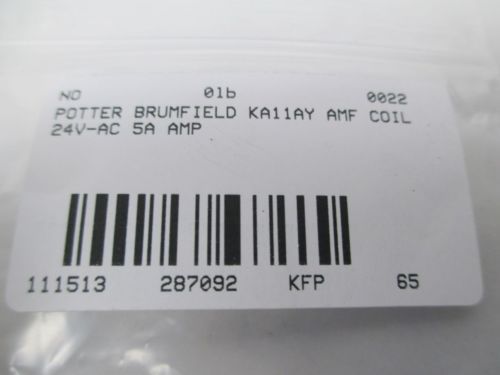 NO 01b 0022
POTTER BRUMFIELD KA11AY AMF COIL
24V-AC 5A AMP
111513 287092 KFP 65